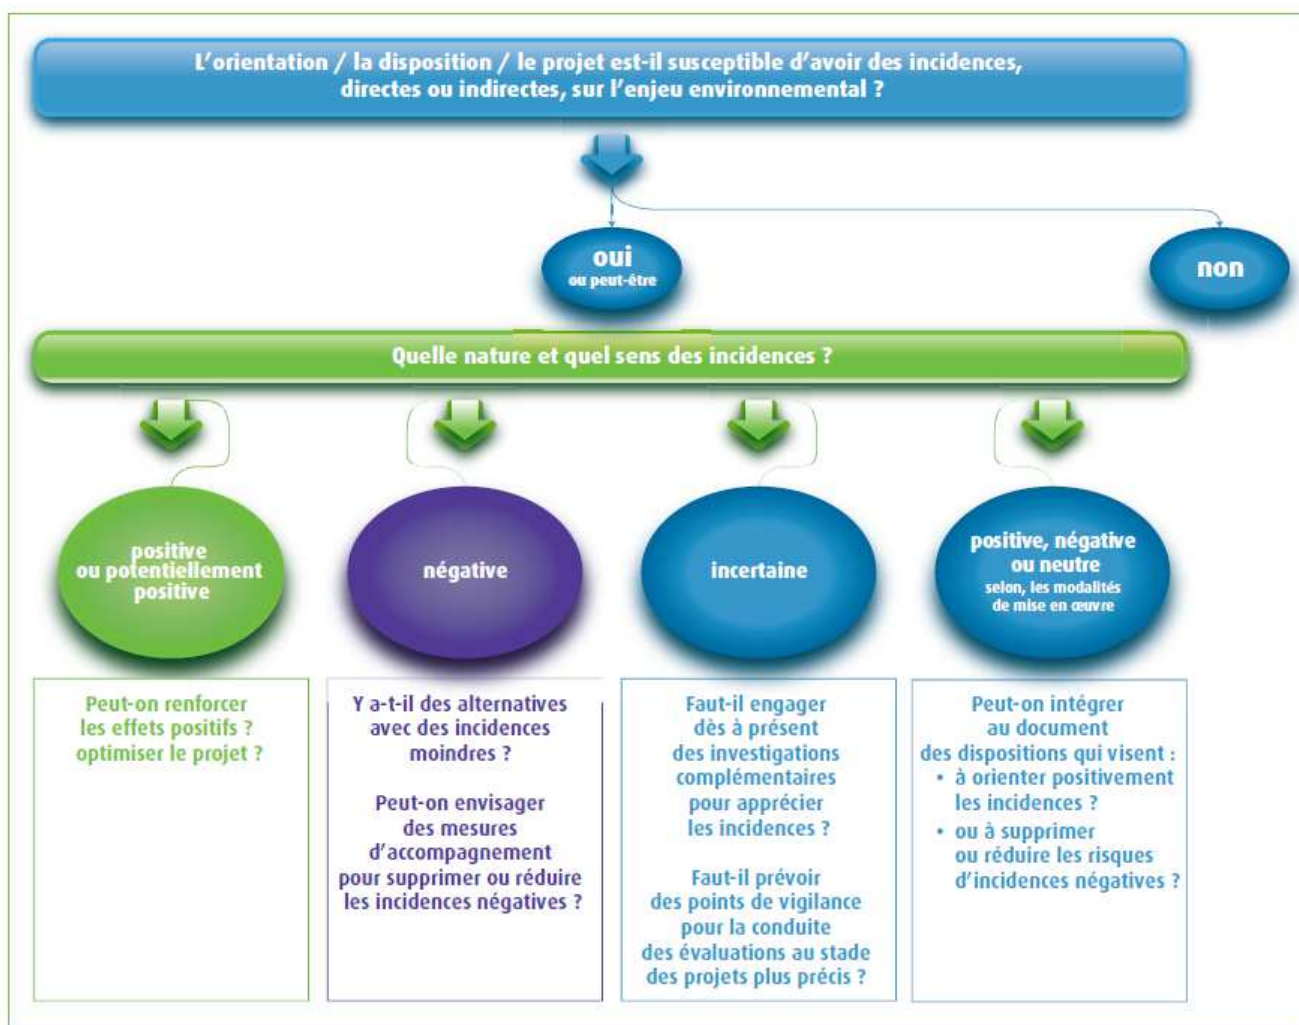 L'orientation / la disposition / le projet est-il susceptible d'avoir des incidences,
directes ou indirectes, sur l'enjeu environnemental ?
oui
ou peut-être
non
Quelle nature et quel sens des incidences ?
positive
ou potentiellement
positive
négative
incertaine
positive, négative
ou neutre
selon, les modalités
de mise en œuvre
Peut-on renforcer
les effets positifs ?
optimiser le projet ?
Y a-t-il des alternatives
avec des incidences
moindres ?
Peut-on envisager
des mesures
d'accompagnement
pour supprimer ou réduire
les incidences négatives ?
Faut-il engager
dès à présent
des investigations
complémentaires
pour apprécier
les incidences ?
Faut-il prévoir
des points de vigilance
pour la conduite
des évaluations au stade
des projets plus précis ?
Peut-on intégrer
au document
des dispositions qui visent :
• à orienter positivement
les incidences ?
• ou à supprimer
ou réduire les risques
d'incidences négatives ?